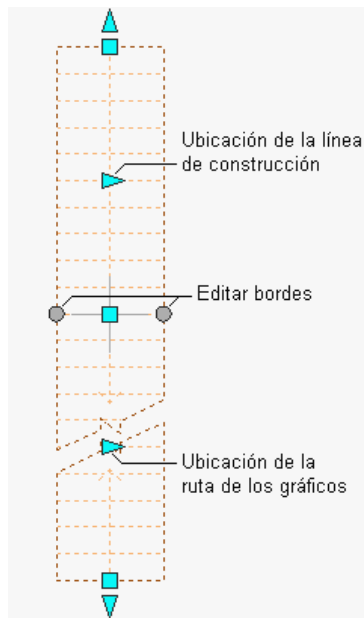 Ubicación de la línea
de construcción
Editar bordes
Ubicación de la
ruta de los gráficos